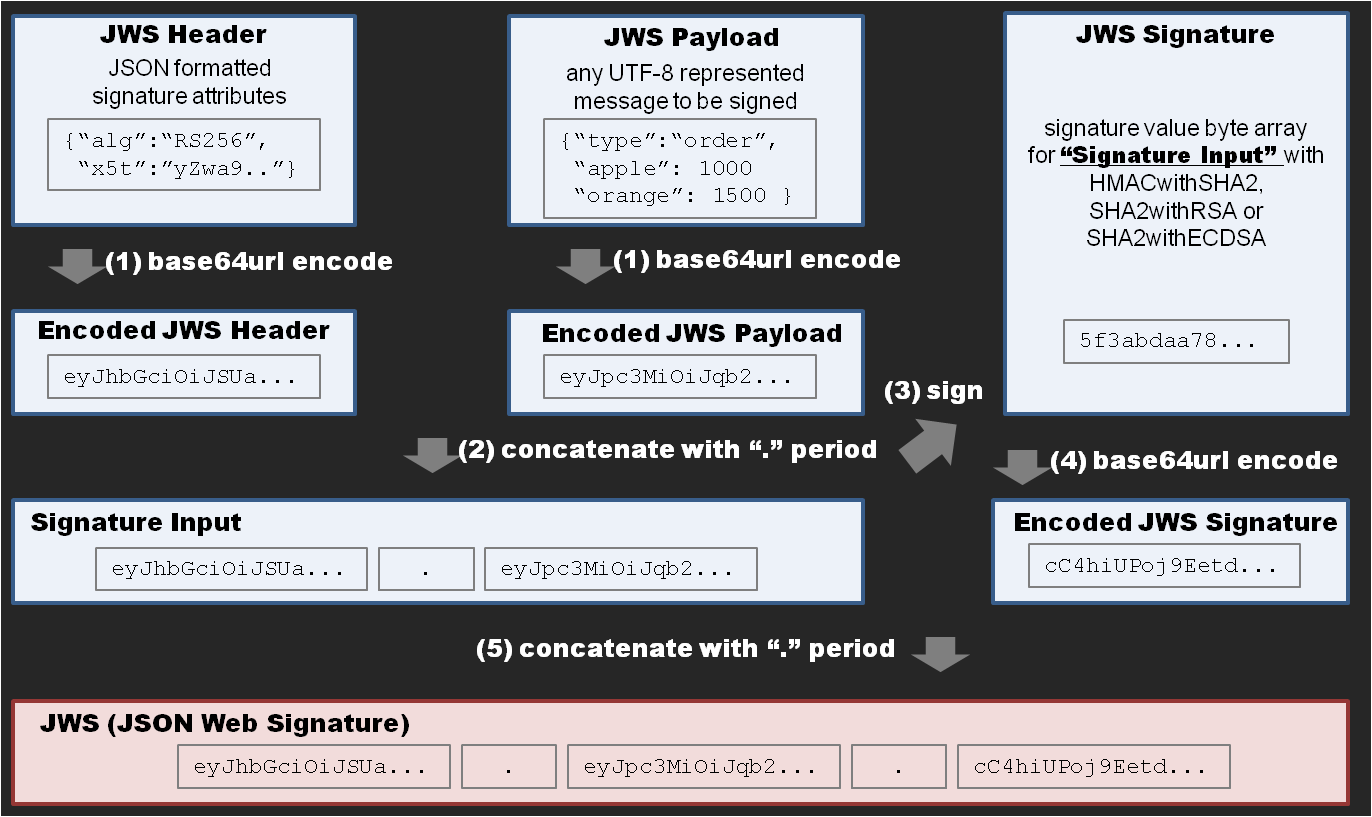 JWS Header
JSON formatted
signature attributes
{“alg”:“RS256”,
“x5t”:”yZwa9..”}
JWS Payload
any UTF-8 represented
message to be signed
{“type”:“order”,
“apple”: 1000
“orange”: 1500 }
JWS Signature
signature value byte array
for “Signature Input” with
HMACwithSHA2,
SHA2withRSA or
SHA2withECDSA
5f3abdaa78...
(1) base64url encode
(1) base64url encode
Encoded JWS Header
eyJhbGciOiJSUa...
Encoded JWS Payload
eyJpc3MiOiJqb2...
(3) sign
(2) concatenate with “.” period
(4) base64url encode
Signature Input
eyJhbGciOiJSUa...
.
eyJpc3MiOiJqb2...
Encoded JWS Signature
cC4hiUPoj9Eetd...
(5) concatenate with “.” period
JWS (JSON Web Signature)
eyJhbGciOiJSUa...
.
eyJpc3MiOiJqb2...
.
cC4hiUPoj9Eetd...